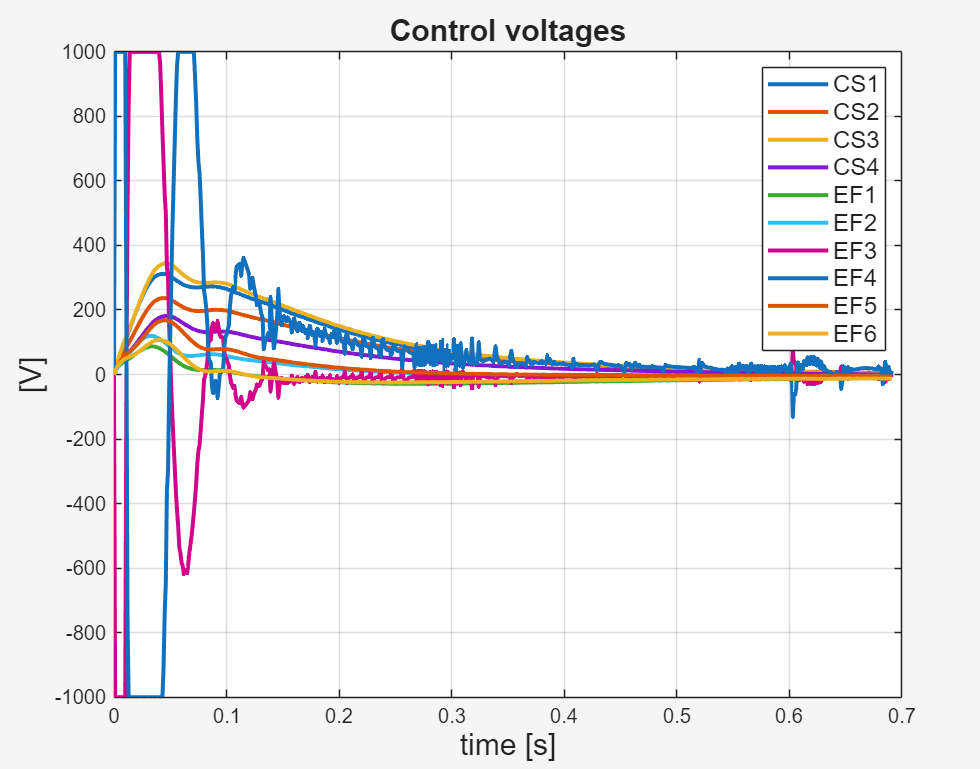 Control voltages
1000
800
600
400
200
0
-200
-400
-600
-800
-1000
[V]
0 0.1 0.2 0.3 0.4 0.5 0.6 0.7
time [s]
CS1
CS2
CS3
CS4
EF1
EF2
EF3
EF4
EF5
EF6